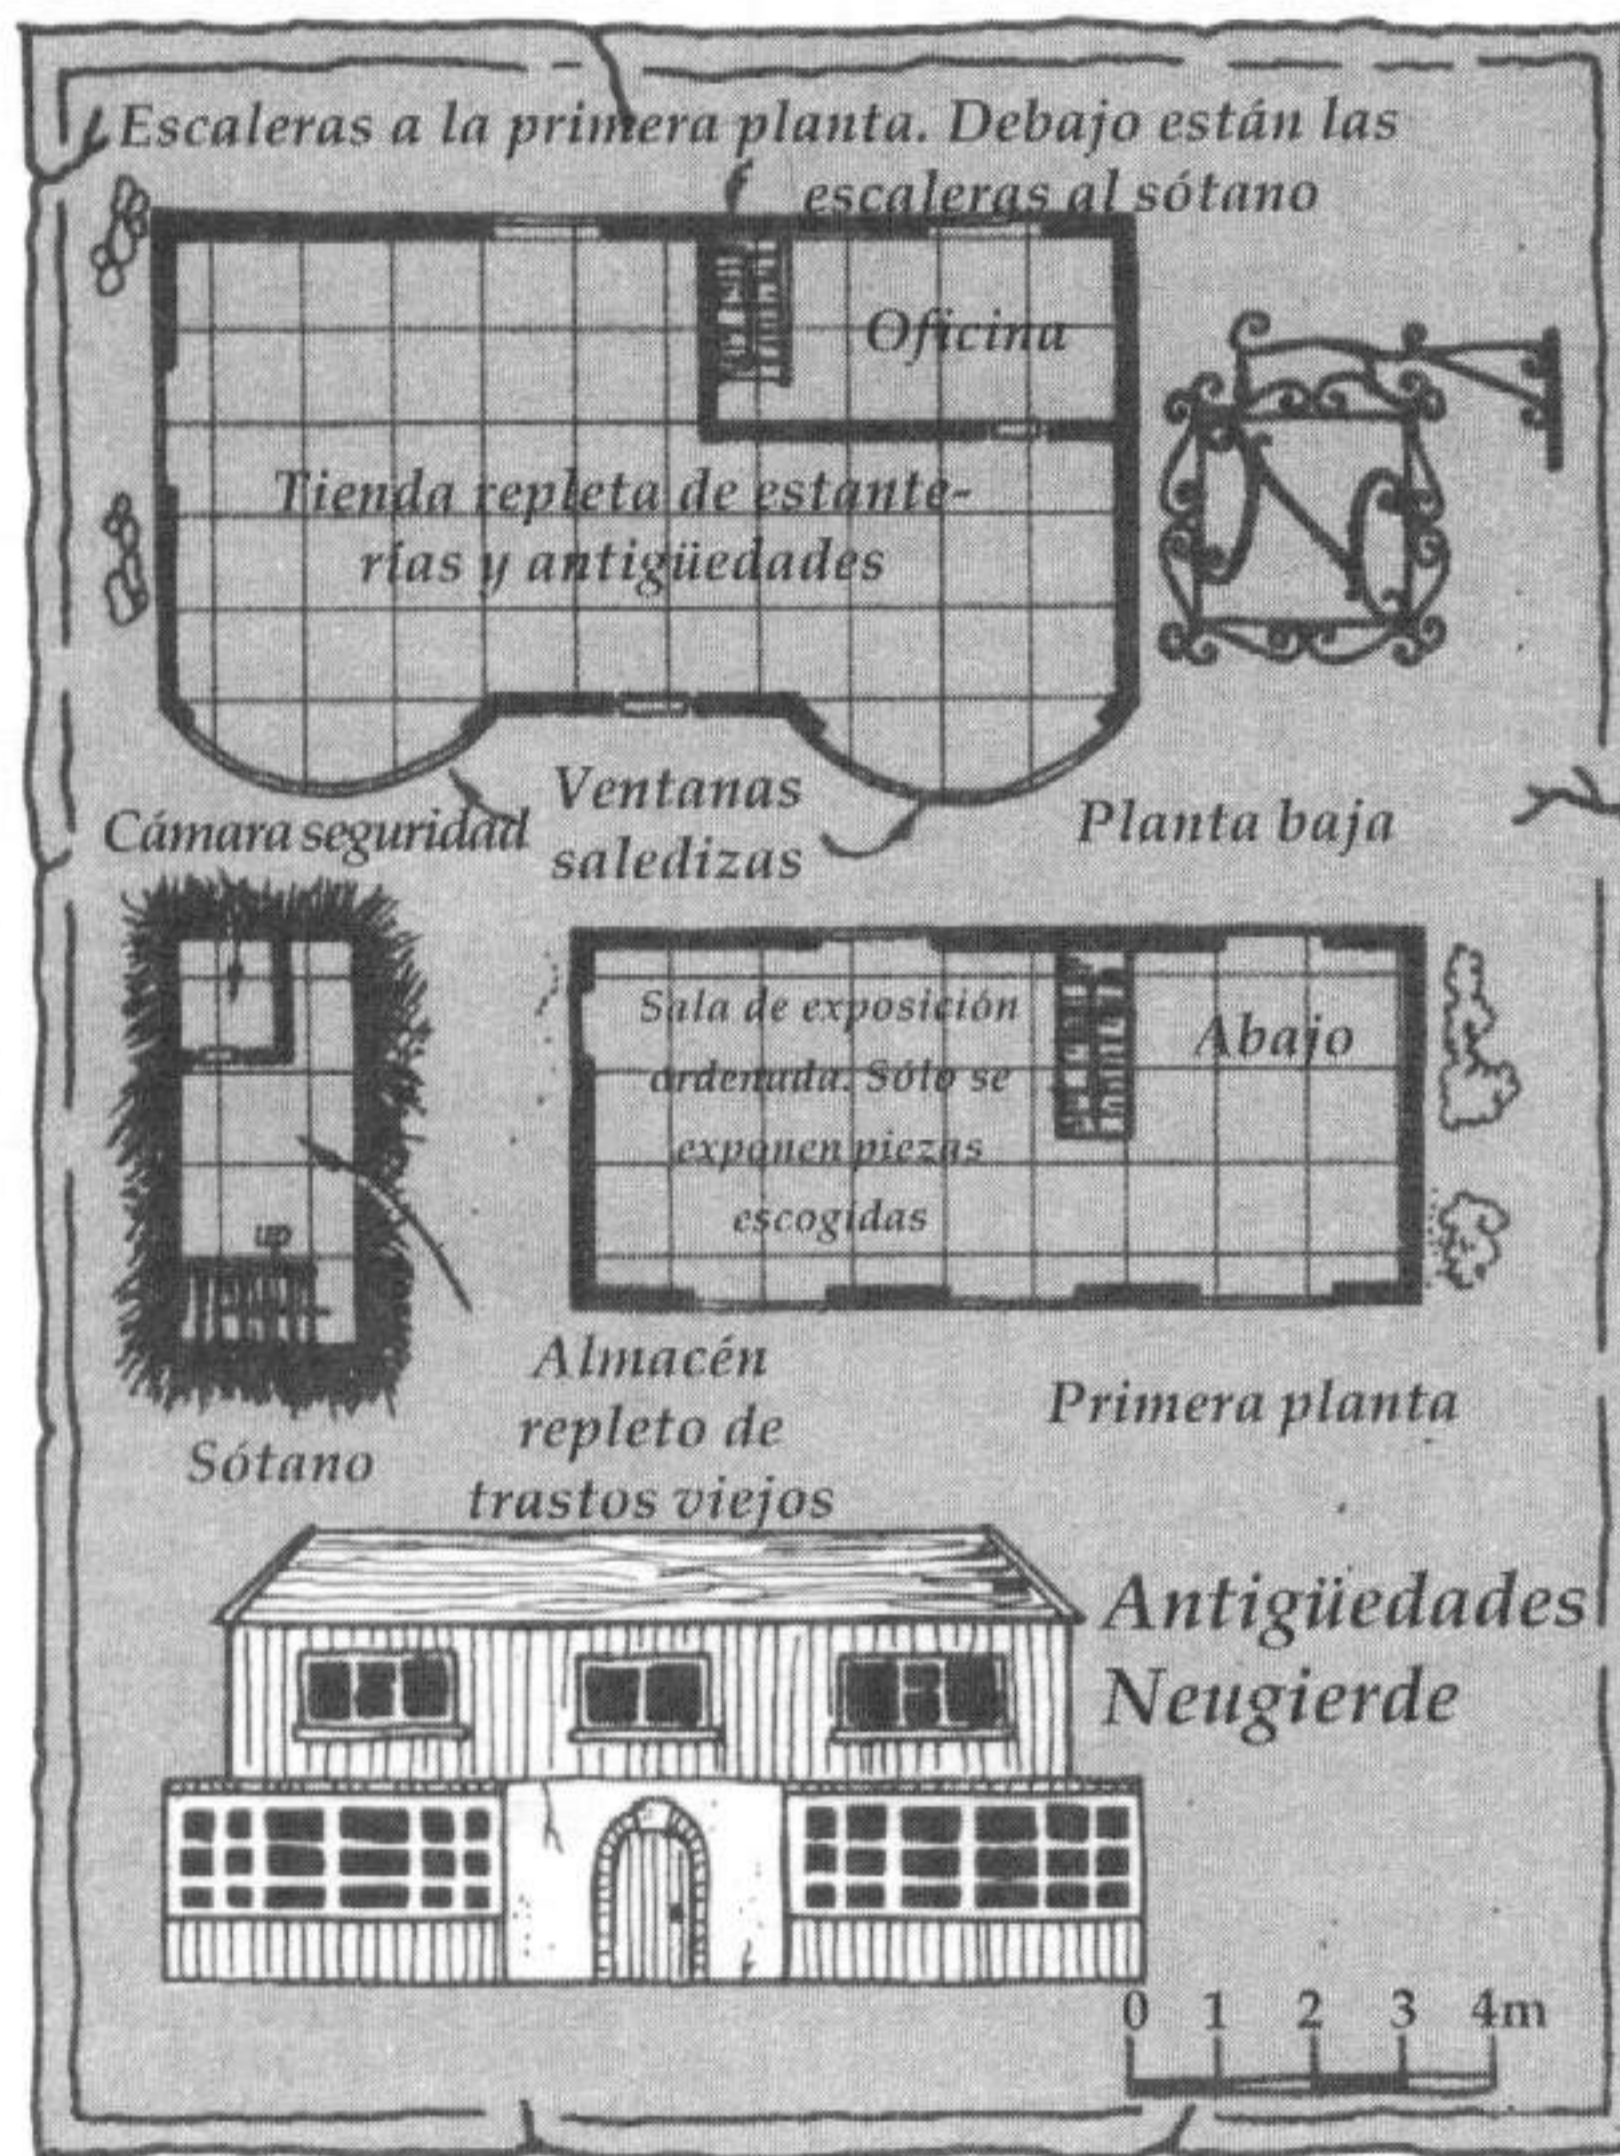 Escaleras a la primera planta. Debajo están las
escaleras al sótano
Oficina
Tienda repleta de estante-
rías y antigüedades
N
Ventanas
saledizas
Planta baja
Cámara seguridad
Sala de exposición
ordenada. Sólo se
exponen piezas
escogidas
Abajo
Almacén
repleto de
trastos viejos
Primera planta
Sótano
Antigüedades
Neugierde
0 1 2 3 4m